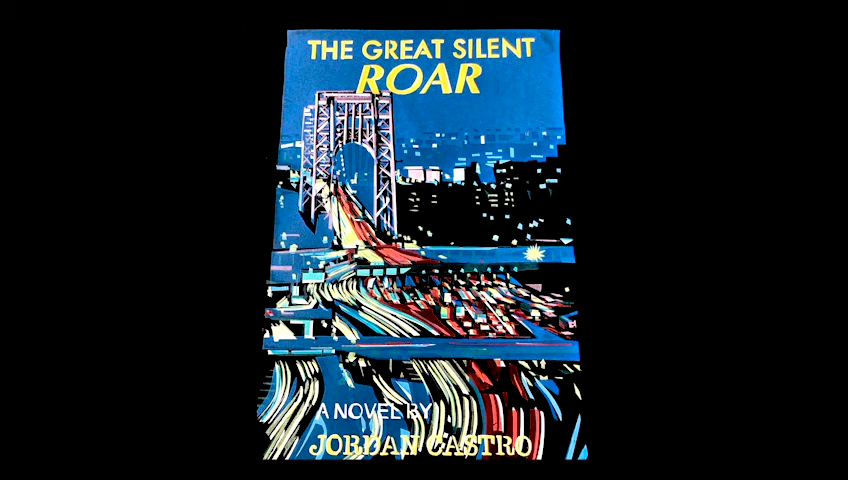 THE GREAT SILENT
ROAR
A NOVEL BY
JORDAN CASTRO